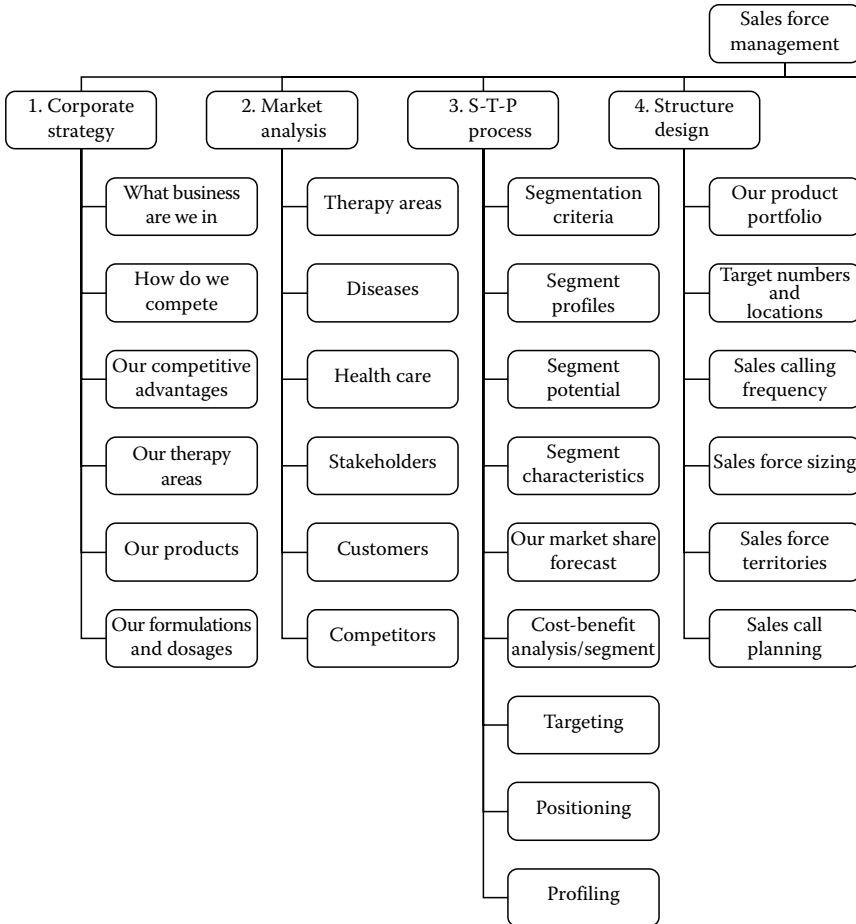 Sales force
management
1. Corporate
strategy
2. Market
analysis
3. S-T-P
process
4. Structure
design
What business
are we in
How do we
compete
Our competitive
advantages
Our therapy
areas
Our products
Our formulations
and dosages
Therapy areas
Diseases
Health care
Stakeholders
Customers
Competitors
Segmentation
criteria
Segment
profiles
Segment
potential
Segment
characteristics
Our market share
forecast
Cost-benefit
analysis/segment
Targeting
Positioning
Profiling
Our product
portfolio
Target numbers
and
locations
Sales calling
frequency
Sales force sizing
Sales force
territories
Sales call
planning